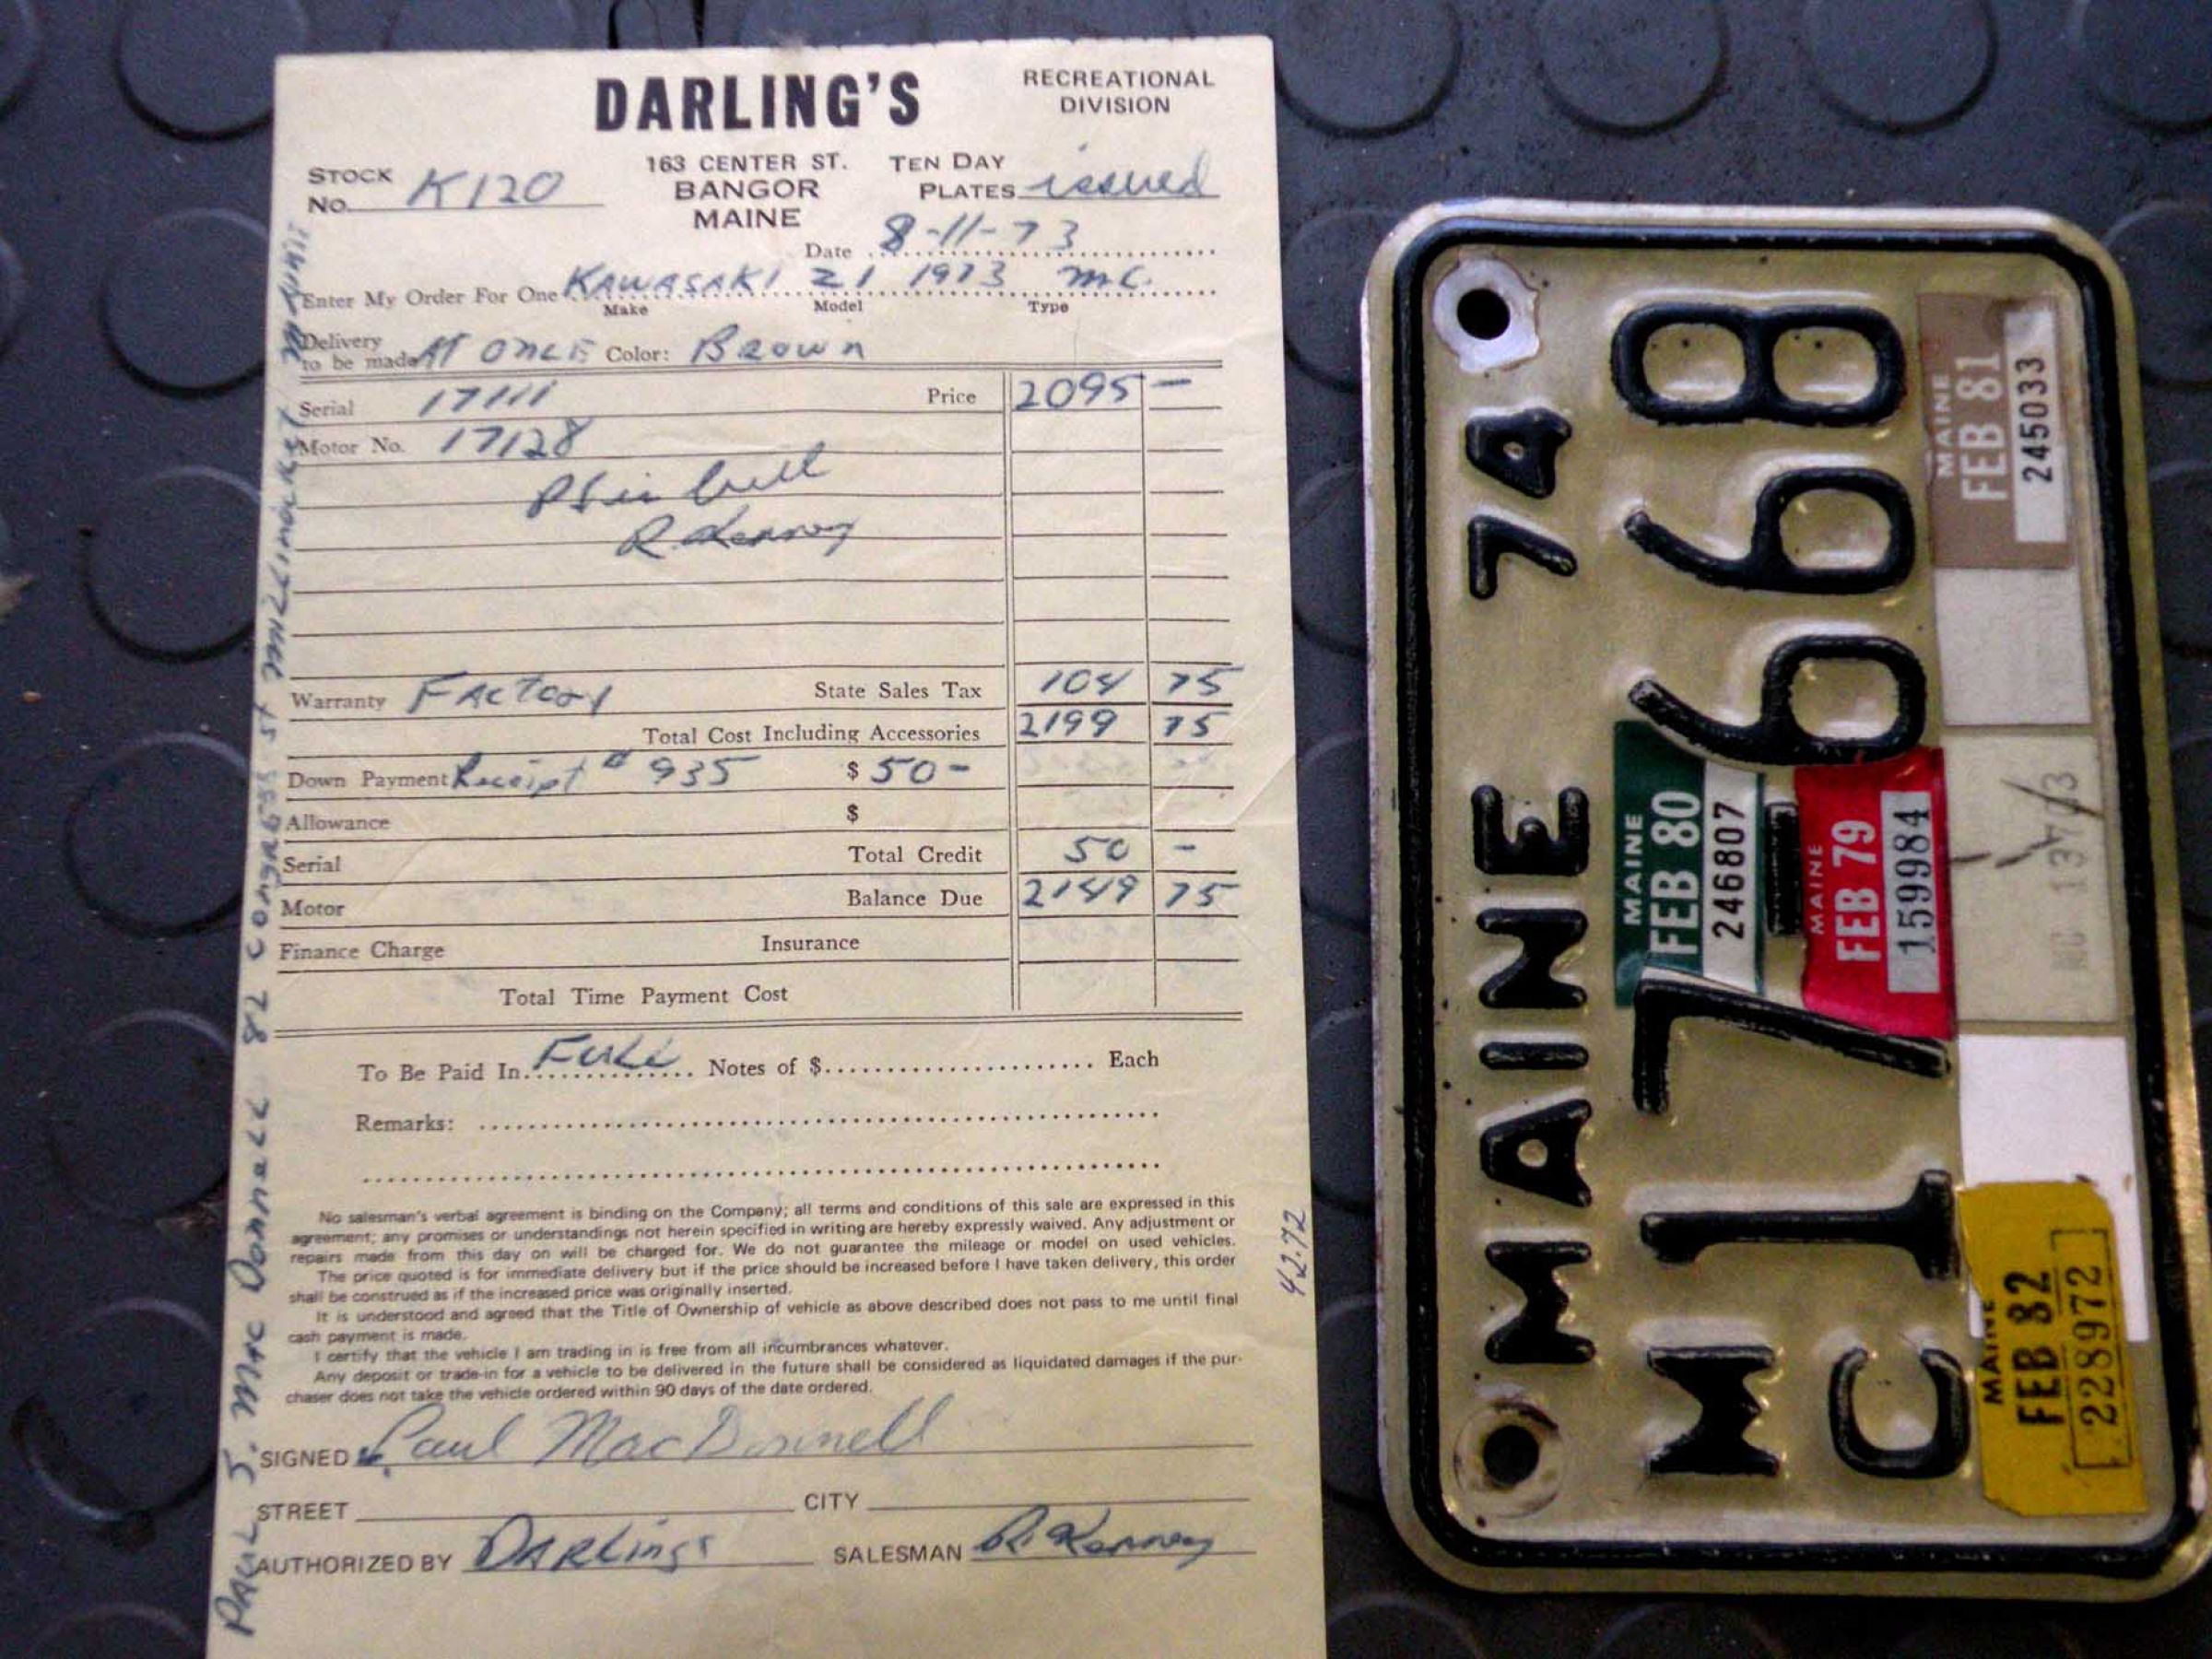 DARLING'S
RECREATIONAL
DIVISION
163 CENTER ST.
BANGOR
MAINE
STOCK
No. K120
TEN DAY
PLATES issued
Date 8-11-73
Enter My Order For One KAWASAKI 21 1973 M.C.
Make Model Type
Delivery
to be made AT ONCE Color: Brown
Serial 17111 Price 2095 -
Motor No. 17128
R. Kenney
Warranty FACTORY State Sales Tax 104 75
Total Cost Including Accessories 2199 75
Down Payment Receipt # 935 $ 50-
Allowance $
Serial Total Credit 50 -
Motor Balance Due 2149 75
Finance Charge Insurance
Total Time Payment Cost
To Be Paid In FULL Notes of $ Each
Remarks:
No salesman's verbal agreement is binding on the Company; all terms and conditions of this sale are expressed in this
agreement; any promises or understandings not herein specified in writing are hereby expressly waived. Any adjustment or
repairs made from this day on will be charged for. We do not guarantee the mileage or model on used vehicles.
The price quoted is for immediate delivery but if the price should be increased before I have taken delivery, this order
shall be construed as if the increased price was originally inserted.
It is understood and agreed that the Title of Ownership of vehicle as above described does not pass to me until final
cash payment is made.
I certify that the vehicle I am trading in is free from all incumbrances whatever.
Any deposit or trade-in for a vehicle to be delivered in the future shall be considered as liquidated damages if the pur-
chaser does not take the vehicle ordered within 90 days of the date ordered.
SIGNED Paul MacDonnell
STREET CITY
AUTHORIZED BY DARLings SALESMAN R. Kenney
PAUL S. Mac Donnell 82 CONGRESS ST MILLINOCKET MAINE
4272
MAINE 74
MC 17668
MAINE
FEB 80
246807
MAINE
FEB 79
159984
MAINE
FEB 81
245033
MAINE
FEB 82
228972